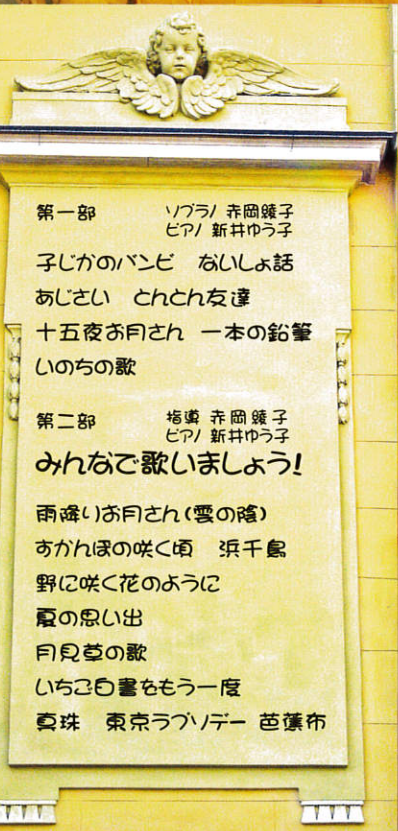 第一部 ソプラノ 赤岡綾子
ピアノ 新井ゆう子
子じかのバンビ ないしょ話
あじさい とんとん友達
十五夜お月さん 一本の鉛筆
いのちの歌
第二部 指導 赤岡綾子
ピアノ 新井ゆう子
みんなで歌いましょう!
雨降りお月さん(雲の陰)
すかんぽの咲く頃 浜千鳥
野に咲く花のように
夏の思い出
月見草の歌
いちご白書をもう一度
真珠 東京ラプソデー 芭蕉布